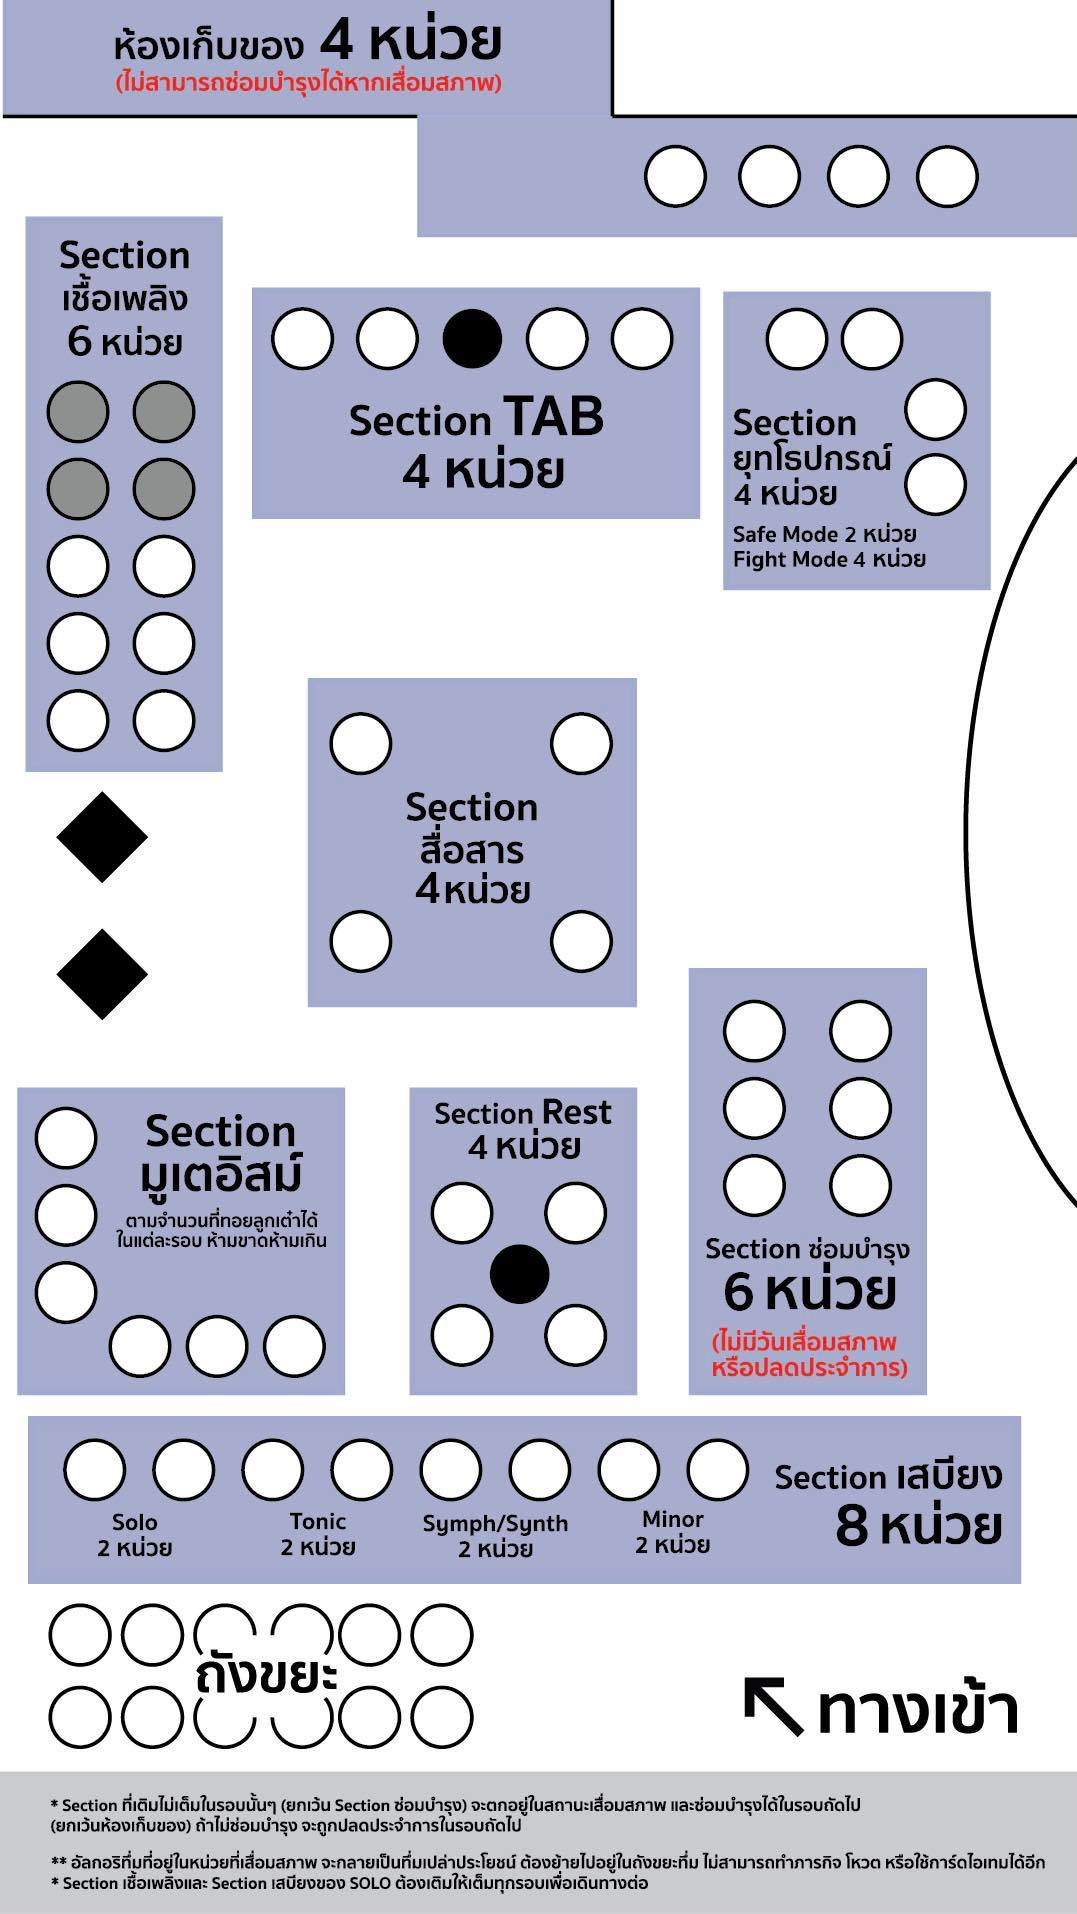 ห้องเก็บของ 4 หน่วย
(ไม่สามารถซ่อมบำรุงได้หากเสื่อมสภาพ)
Section
เชื้อเพลิง
6 หน่วย
Section TAB
4 หน่วย
Section
ยุทโธปกรณ์
4 หน่วย
Safe Mode 2 หน่วย
Fight Mode 4 หน่วย
Section
สื่อสาร
4 หน่วย
Section
มูเตอิสม์
ตามจำนวนที่ทอยลูกเต๋าได้
ในแต่ละรอบ ห้ามขาดห้ามเกิน
Section Rest
4 หน่วย
Section ซ่อมบำรุง
6 หน่วย
(ไม่มีวันเสื่อมสภาพ
หรือปลดประจำการ)
Section เสบียง
8 หน่วย
Solo
2 หน่วย
Tonic
2 หน่วย
Symph/Synth
2 หน่วย
Minor
2 หน่วย
ถังขยะ
ทางเข้า
* Section ที่เติมไม่เต็มในรอบนั้นๆ (ยกเว้น Section ซ่อมบำรุง) จะตกอยู่ในสถานะเสื่อมสภาพ และซ่อมบำรุงได้ในรอบถัดไป
(ยกเว้นห้องเก็บของ) ถ้าไม่ซ่อมบำรุง จะถูกปลดประจำการในรอบถัดไป
** อัลกอริทึ่มที่อยู่ในหน่วยที่เสื่อมสภาพ จะกลายเป็นที่มเปล่าประโยชน์ ต้องย้ายไปอยู่ในถังขยะที่ม ไม่สามารถทำภารกิจ โหวต หรือใช้การ์ดไอเทมได้อีก
* Section เชื้อเพลิงและ Section เสบียงของ SOLO ต้องเติมให้เต็มทุกรอบเพื่อเดินทางต่อ